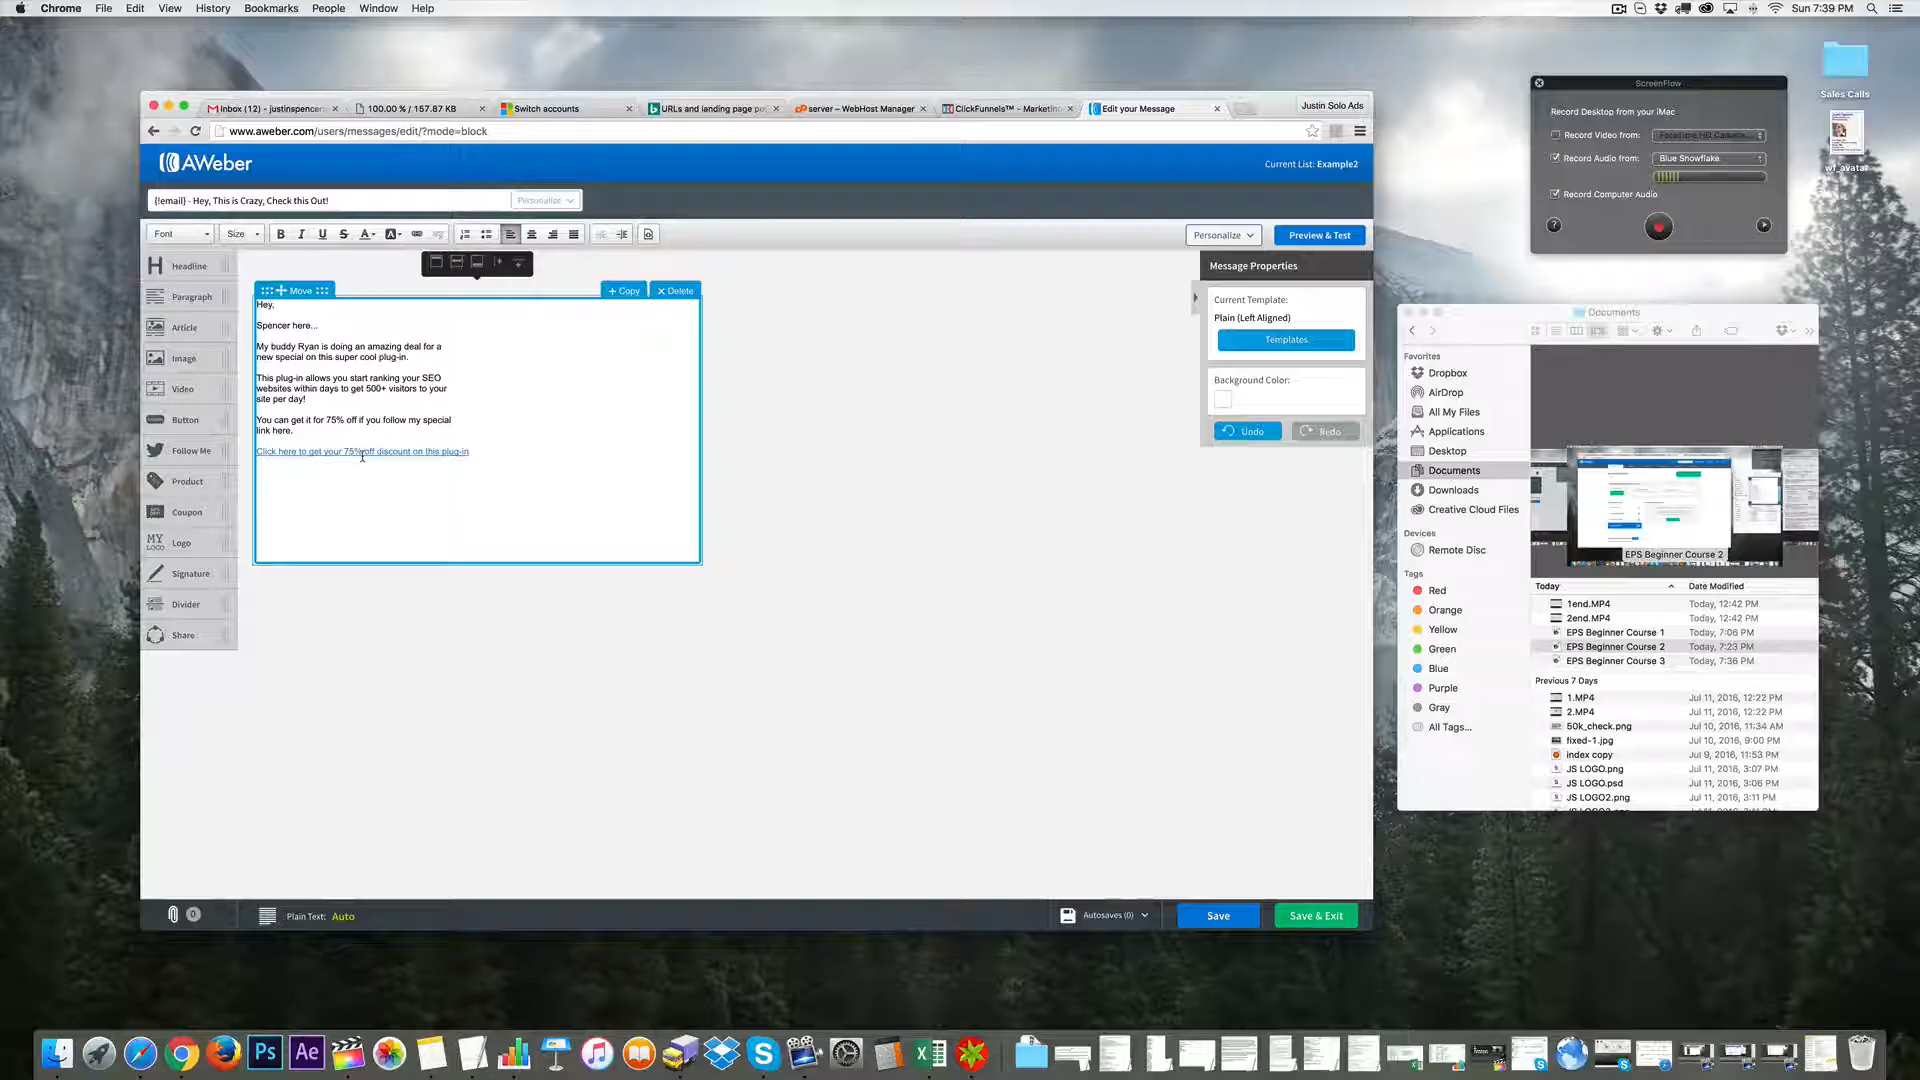 Chrome File Edit View History Bookmarks People Window Help
Sun 7:39 PM
Inbox (12) - justinspencer
100.00 % / 157.87 KB
Switch accounts
URLs and landing page po
server – WebHost Manager
ClickFunnels™ - Marketin
Edit your Message
Justin Solo Ads
www.aweber.com/users/messages/edit/?mode=block
AWeber
Current List: Example2
{!email} - Hey, This is Crazy, Check this Out!
Personalize
Font
Size
B I U S A A
Personalize
Preview & Test
Headline
Paragraph
Article
Image
Video
Button
Follow Me
Product
Coupon
MY LOGO Logo
Signature
Divider
Share
Move
+ Copy
Delete
Hey,
Spencer here...
My buddy Ryan is doing an amazing deal for a
new special on this super cool plug-in.
This plug-in allows you start ranking your SEO
websites within days to get 500+ visitors to your
site per day!
You can get it for 75% off if you follow my special
link here.
Click here to get your 75% off discount on this plug-in
Message Properties
Current Template:
Plain (Left Aligned)
Templates
Background Color:
Undo
Redo
0
Plain Text: Auto
Autosaves (0)
Save
Save & Exit
ScreenFlow
Record Desktop from your iMac
Record Video from:
FaceTime HD Camera
Record Audio from:
Blue Snowflake
Record Computer Audio
?
Sales Calls
wf_avatar
Documents
Favorites
Dropbox
AirDrop
All My Files
Applications
Desktop
Documents
Downloads
Creative Cloud Files
Devices
Remote Disc
Tags
Red
Orange
Yellow
Green
Blue
Purple
Gray
All Tags...
EPS Beginner Course 2
Today
Date Modified
1end.MP4 Today, 12:42 PM
2end.MP4 Today, 12:42 PM
EPS Beginner Course 1 Today, 7:06 PM
EPS Beginner Course 2 Today, 7:23 PM
EPS Beginner Course 3 Today, 7:36 PM
Previous 7 Days
1.MP4 Jul 11, 2016, 12:22 PM
2.MP4 Jul 11, 2016, 12:22 PM
50k_check.png Jul 10, 2016, 11:34 AM
fixed-1.jpg Jul 10, 2016, 9:00 PM
index copy Jul 9, 2016, 11:53 PM
JS LOGO.png Jul 11, 2016, 3:07 PM
JS LOGO.psd Jul 11, 2016, 3:06 PM
JS LOGO2.png Jul 11, 2016, 3:11 PM
Ps
Ae